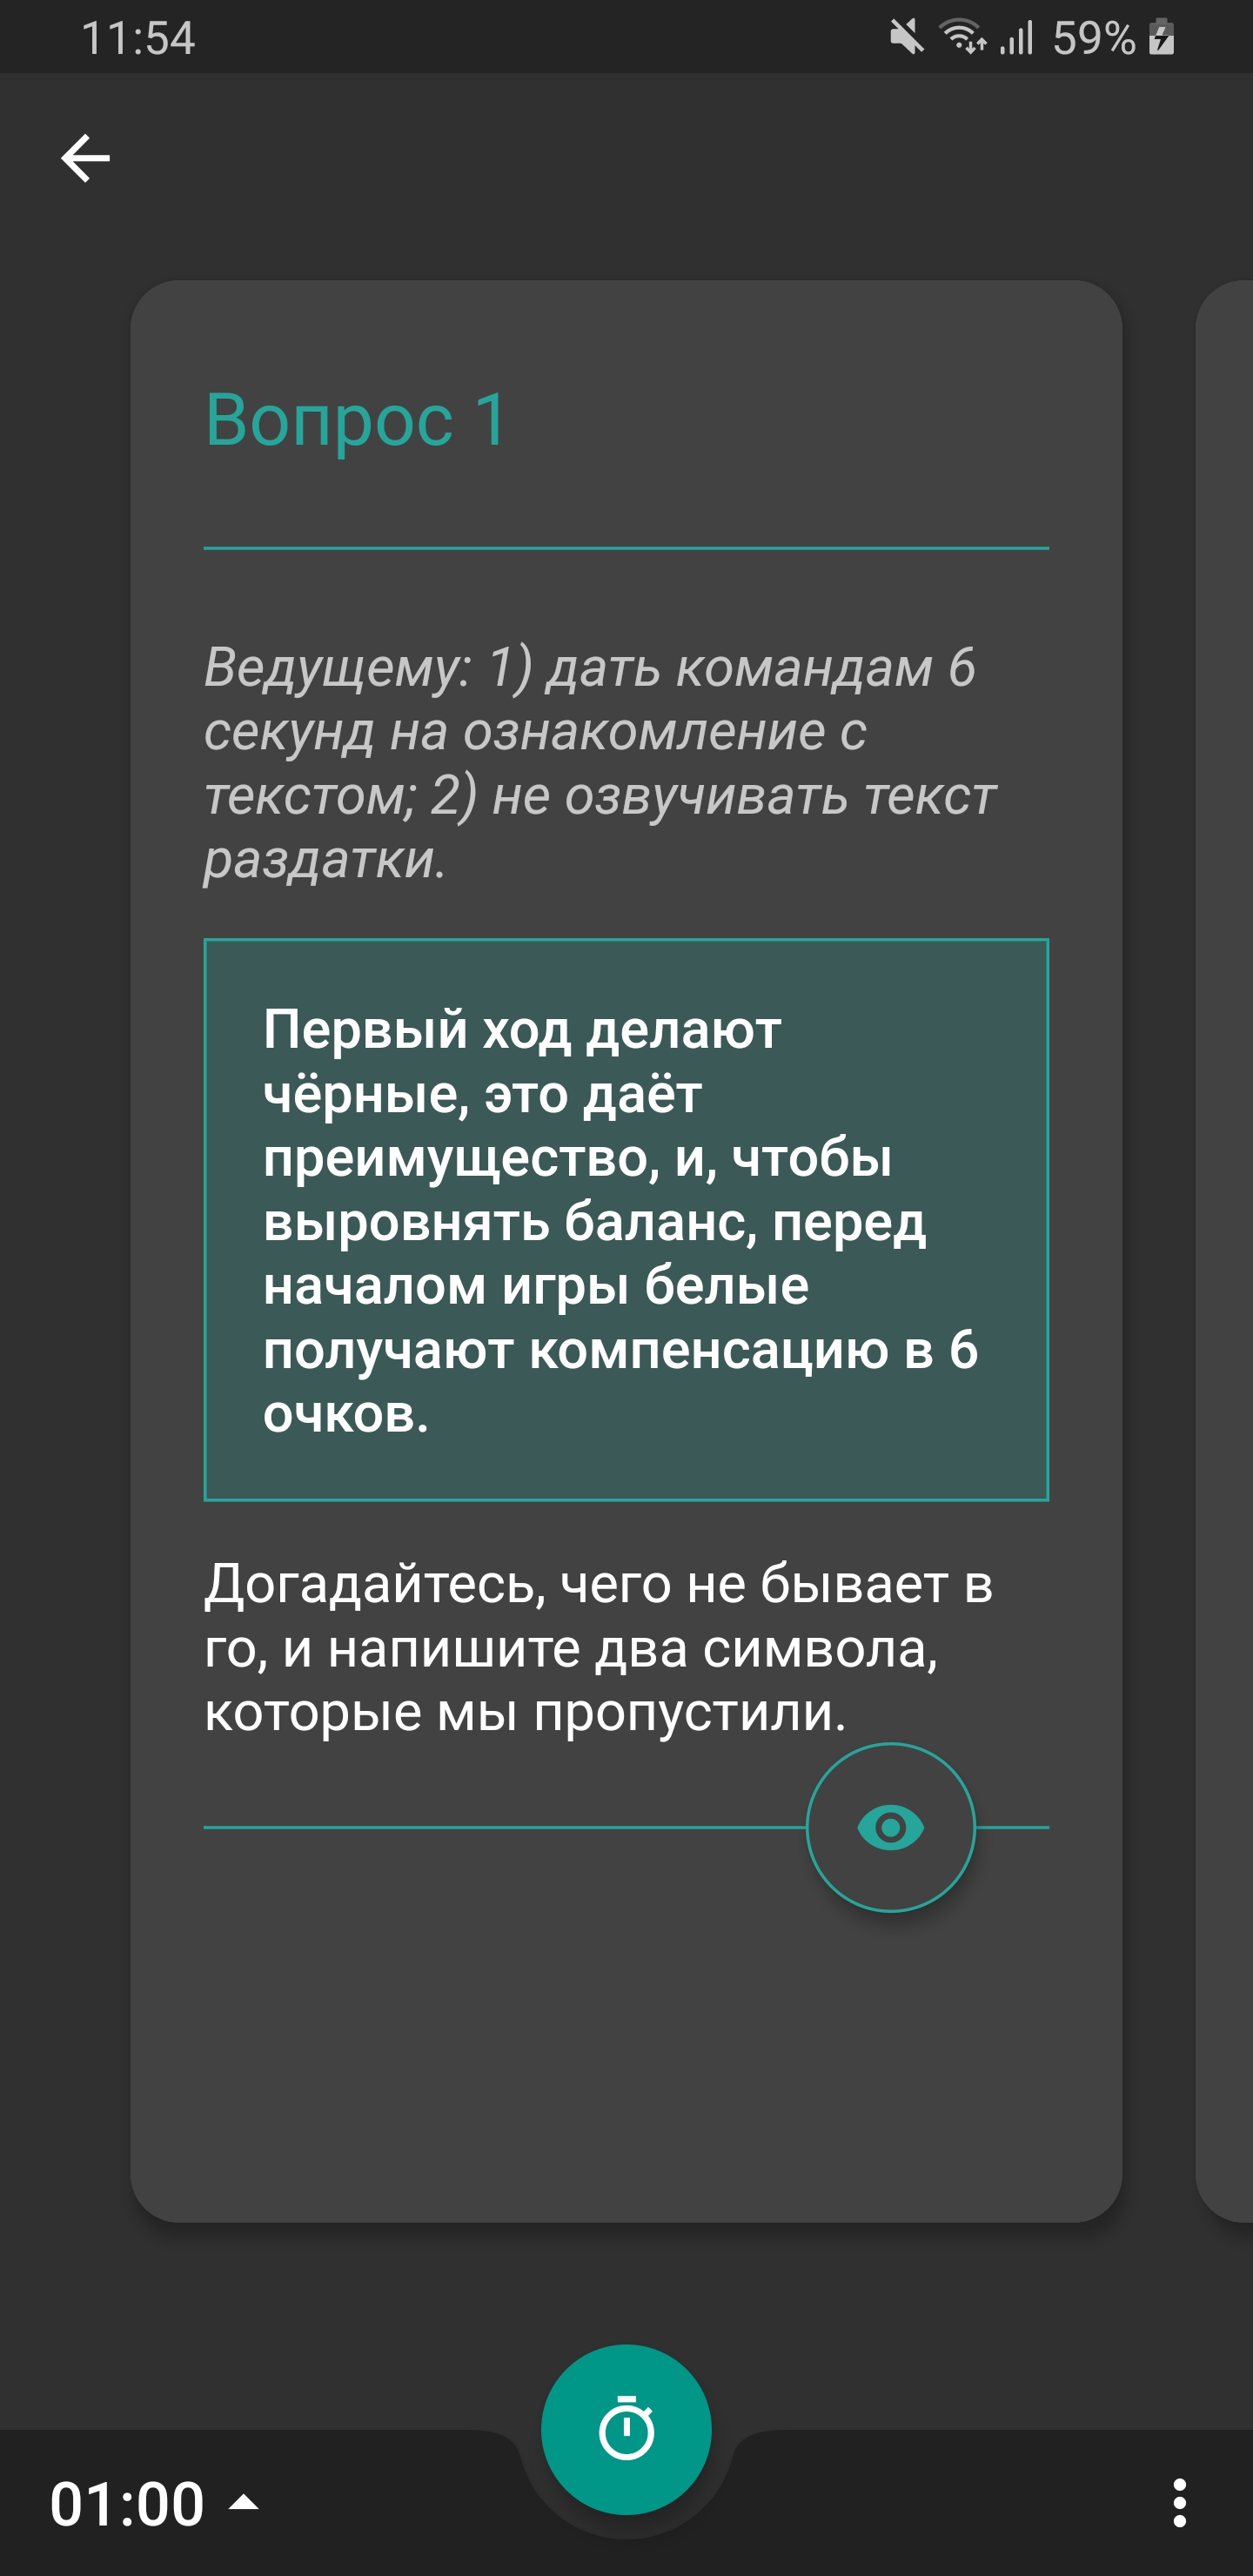 11:54
59%
Вопрос 1
Ведущему: 1) дать командам 6
секунд на ознакомление с
текстом; 2) не озвучивать текст
раздатки.
Первый ход делают
чёрные, это даёт
преимущество, и, чтобы
выровнять баланс, перед
началом игры белые
получают компенсацию в 6
очков.
Догадайтесь, чего не бывает в
го, и напишите два символа,
которые мы пропустили.
01:00